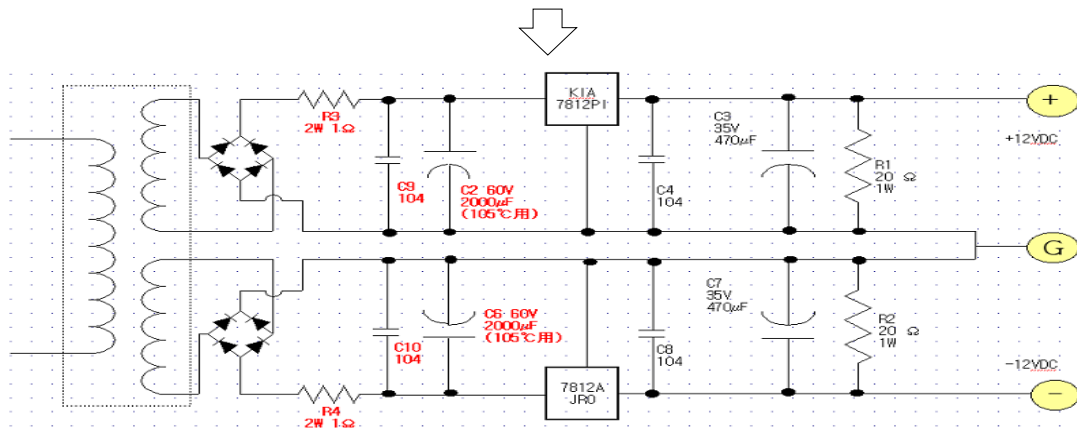 KIA
7812PI
R3
2W 1Ω
C9
104
C2 60V
2000μF
(105℃用)
C4
104
C3
35V
470μF
R1
20 Ω
1W
+
+12VDC
G
C10
104
C6 60V
2000μF
(105℃用)
C8
104
C7
35V
470μF
R2
20 Ω
1W
R4
2W 1Ω
7812A
JRO
-12VDC
-